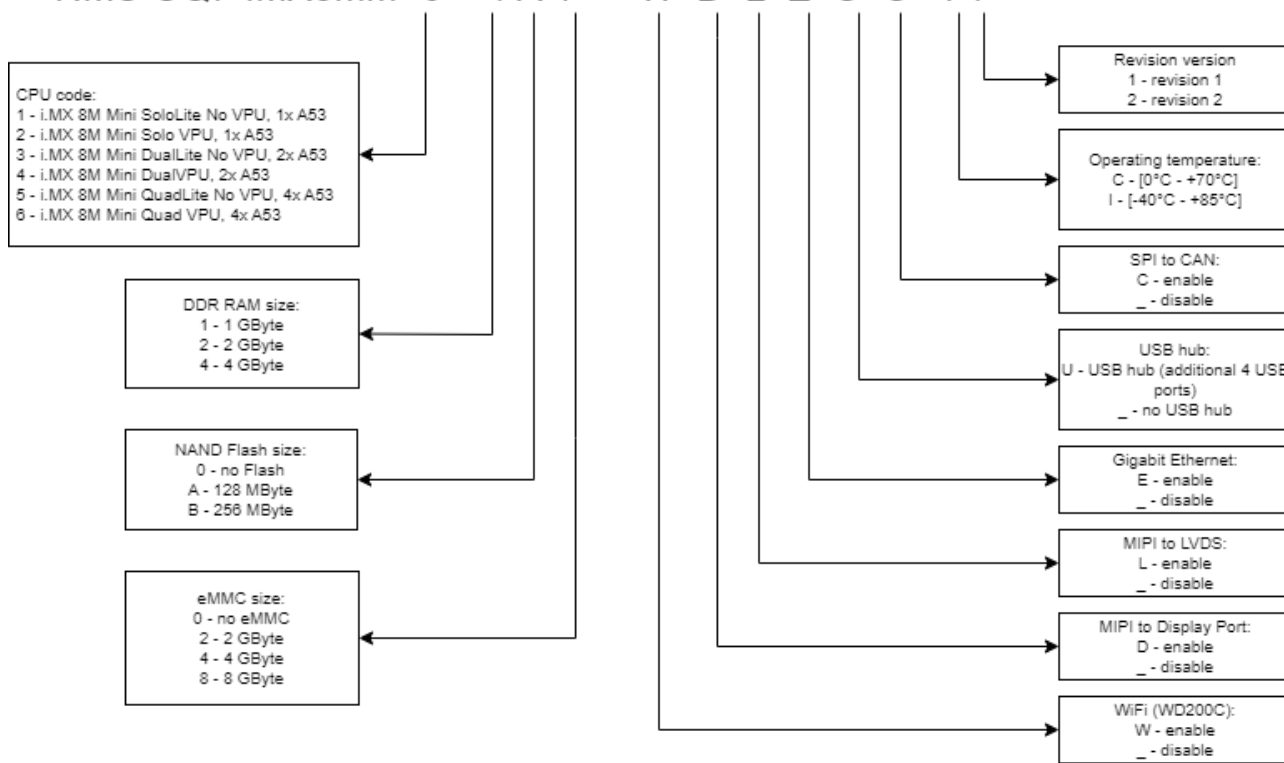 CPU code:
1 - i.MX 8M Mini SoloLite No VPU, 1x A53
2 - i.MX 8M Mini Solo VPU, 1x A53
3 - i.MX 8M Mini DualLite No VPU, 2x A53
4 - i.MX 8M Mini DualVPU, 2x A53
5 - i.MX 8M Mini QuadLite No VPU, 4x A53
6 - i.MX 8M Mini Quad VPU, 4x A53
DDR RAM size:
1 - 1 GByte
2 - 2 GByte
4 - 4 GByte
NAND Flash size:
0 - no Flash
A - 128 MByte
B - 256 MByte
eMMC size:
0 - no eMMC
2 - 2 GByte
4 - 4 GByte
8 - 8 GByte
Revision version
1 - revision 1
2 - revision 2
Operating temperature:
C - [0°C - +70°C]
I - [-40°C - +85°C]
SPI to CAN:
C - enable
_ - disable
USB hub:
U - USB hub (additional 4 USB
ports)
_ - no USB hub
Gigabit Ethernet:
E - enable
_ - disable
MIPI to LVDS:
L - enable
_ - disable
MIPI to Display Port:
D - enable
_ - disable
WiFi (WD200C):
W - enable
_ - disable